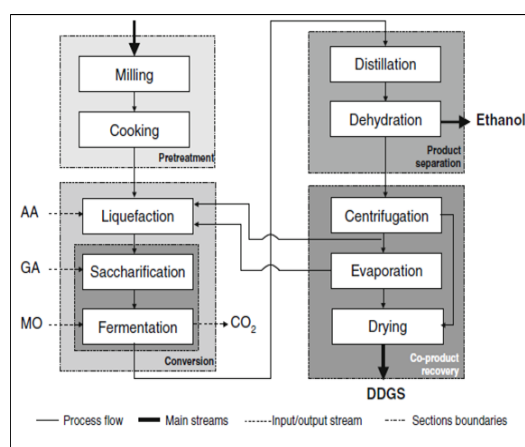 Milling
Cooking
Pretreatment
AA
Liquefaction
GA
Saccharification
MO
Fermentation
CO₂
Conversion
Distillation
Dehydration
Ethanol
Product
separation
Centrifugation
Evaporation
Drying
Co-product
recovery
DDGS
Process flow
Main streams
Input/output stream
Sections boundaries